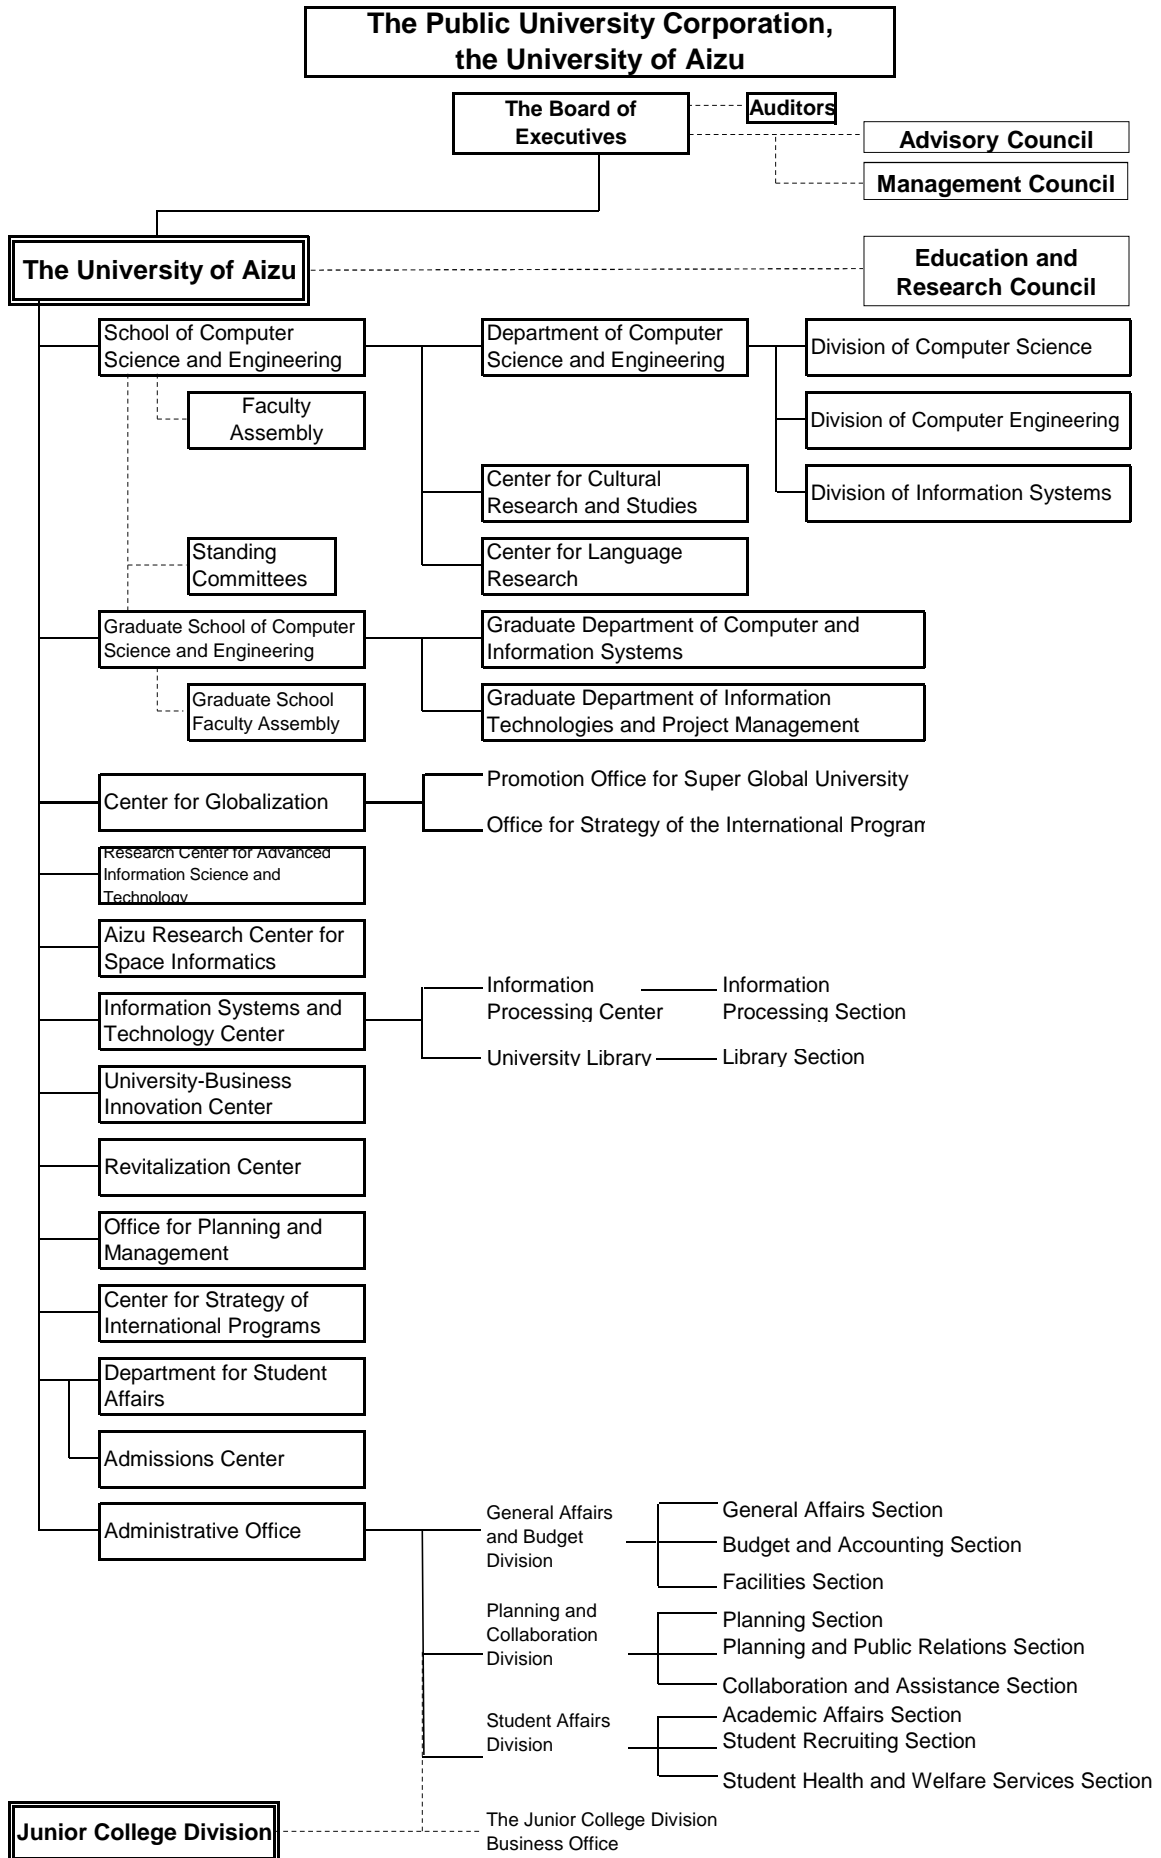 The Public University Corporation,
the University of Aizu
The Board of
Executives
Auditors
Advisory Council
Management Council
The University of Aizu
Education and
Research Council
School of Computer
Science and Engineering
Department of Computer
Science and Engineering
Division of Computer Science
Faculty
Assembly
Division of Computer Engineering
Center for Cultural
Research and Studies
Division of Information Systems
Standing
Committees
Center for Language
Research
Graduate School of Computer
Science and Engineering
Graduate Department of Computer and
Information Systems
Graduate School
Faculty Assembly
Graduate Department of Information
Technologies and Project Management
Center for Globalization
Promotion Office for Super Global University
Office for Strategy of the International Program
Research Center for Advanced
Information Science and
Technology
Aizu Research Center for
Space Informatics
Information Systems and
Technology Center
Information
Processing Center
Information
Processing Section
University Library
Library Section
University-Business
Innovation Center
Revitalization Center
Office for Planning and
Management
Center for Strategy of
International Programs
Department for Student
Affairs
Admissions Center
Administrative Office
General Affairs
and Budget
Division
General Affairs Section
Budget and Accounting Section
Facilities Section
Planning and
Collaboration
Division
Planning Section
Planning and Public Relations Section
Collaboration and Assistance Section
Student Affairs
Division
Academic Affairs Section
Student Recruiting Section
Student Health and Welfare Services Section
Junior College Division
The Junior College Division
Business Office